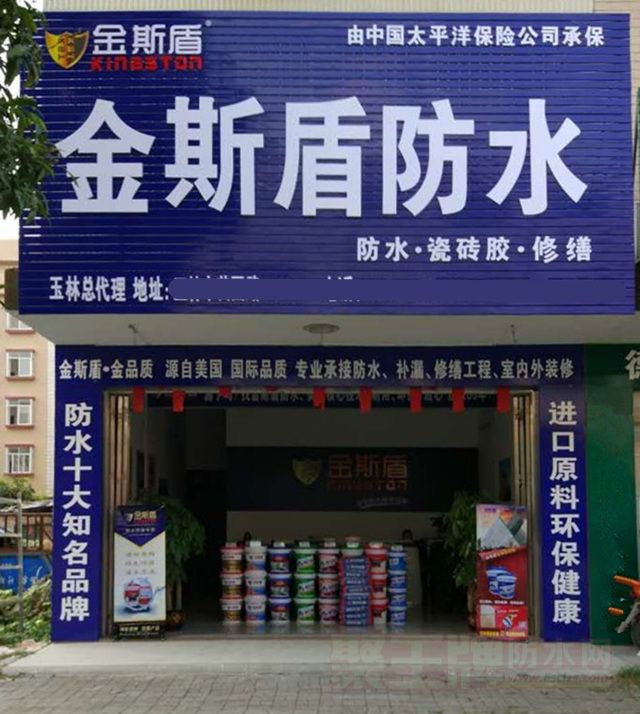 金斯盾
KINGSTON
由中国太平洋保险公司承保
金斯盾防水
防水·瓷砖胶·修缮
玉林总代理 地址:
金斯盾·金品质 源自美国 国际品质 专业承接防水、补漏、修缮工程、室内外装修
防水十大知名品牌
进口原料环保健康
金斯盾
KINGSTON
金斯盾
防水网